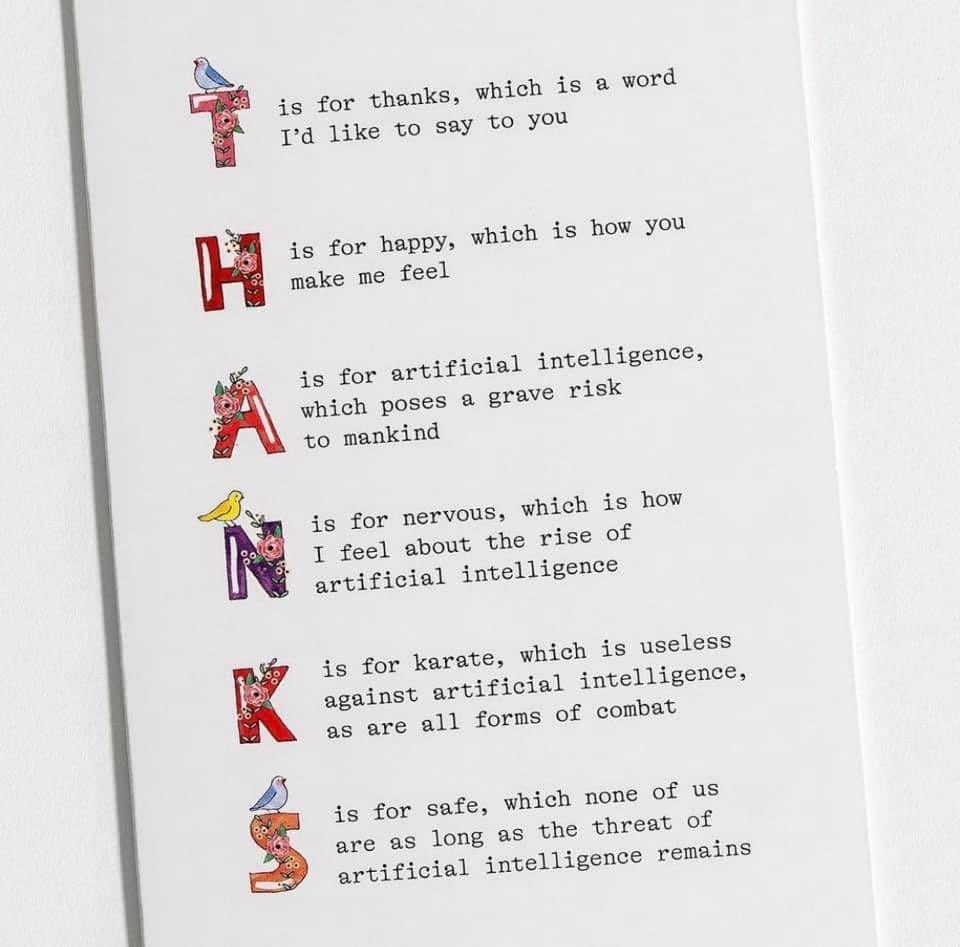 T is for thanks, which is a word
I'd like to say to you
H is for happy, which is how you
make me feel
A is for artificial intelligence,
which poses a grave risk
to mankind
N is for nervous, which is how
I feel about the rise of
artificial intelligence
K is for karate, which is useless
against artificial intelligence,
as are all forms of combat
S is for safe, which none of us
are as long as the threat of
artificial intelligence remains